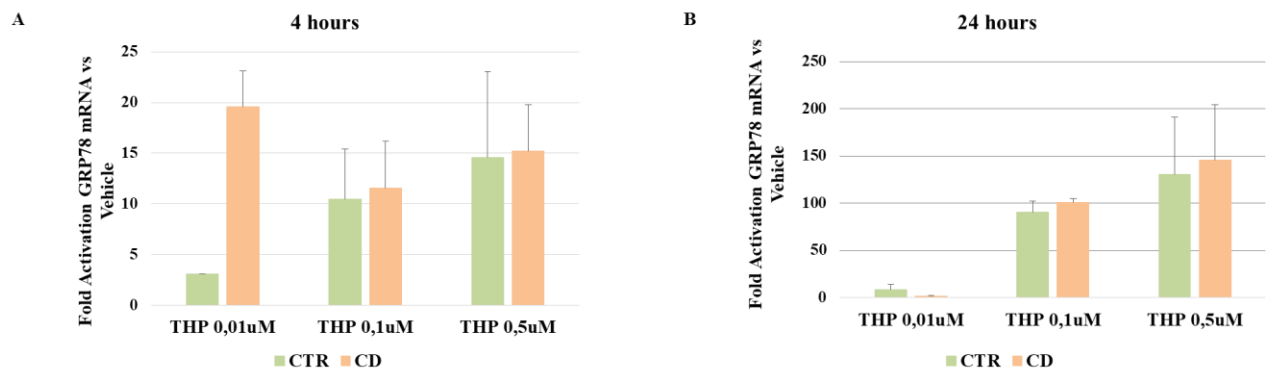 A
4 hours
Fold Activation GRP78 mRNA vs
Vehicle
25
20
15
10
5
0
THP 0,01uM THP 0,1uM THP 0,5uM
CTR CD
B
24 hours
Fold Activation GRP78 mRNA vs
Vehicle
250
200
150
100
50
0
THP 0,01uM THP 0,1uM THP 0,5uM
CTR CD